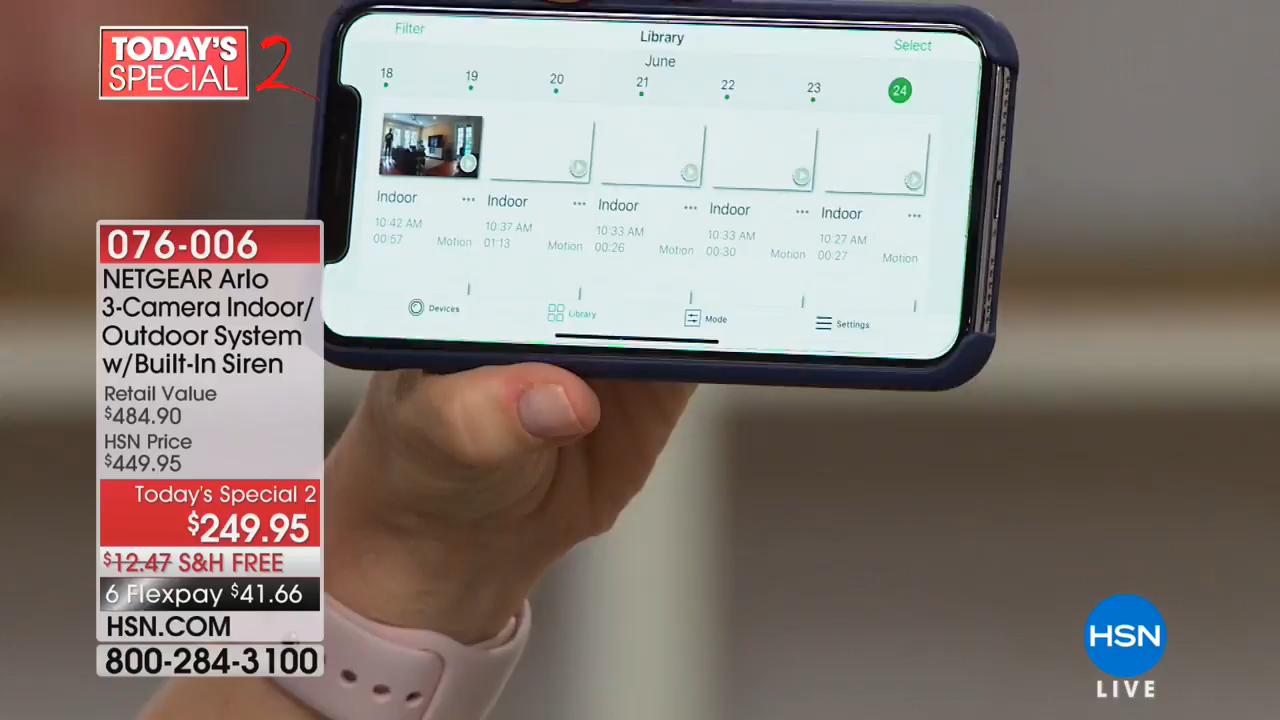 TODAY'S
SPECIAL 2
Filter
Library
Select
June
18 19 20 21 22 23 24
Indoor ••• Indoor ••• Indoor ••• Indoor ••• Indoor •••
10:42 AM 10:37 AM 10:33 AM 10:33 AM 10:27 AM
00:57 Motion 01:13 Motion 00:26 Motion 00:30 Motion 00:27 Motion
Devices Library Mode Settings
076-006
NETGEAR Arlo
3-Camera Indoor/
Outdoor System
w/Built-In Siren
Retail Value
$484.90
HSN Price
$449.95
Today's Special 2
$249.95
$12.47 S&H FREE
6 Flexpay $41.66
HSN.COM
800-284-3100
HSN
LIVE